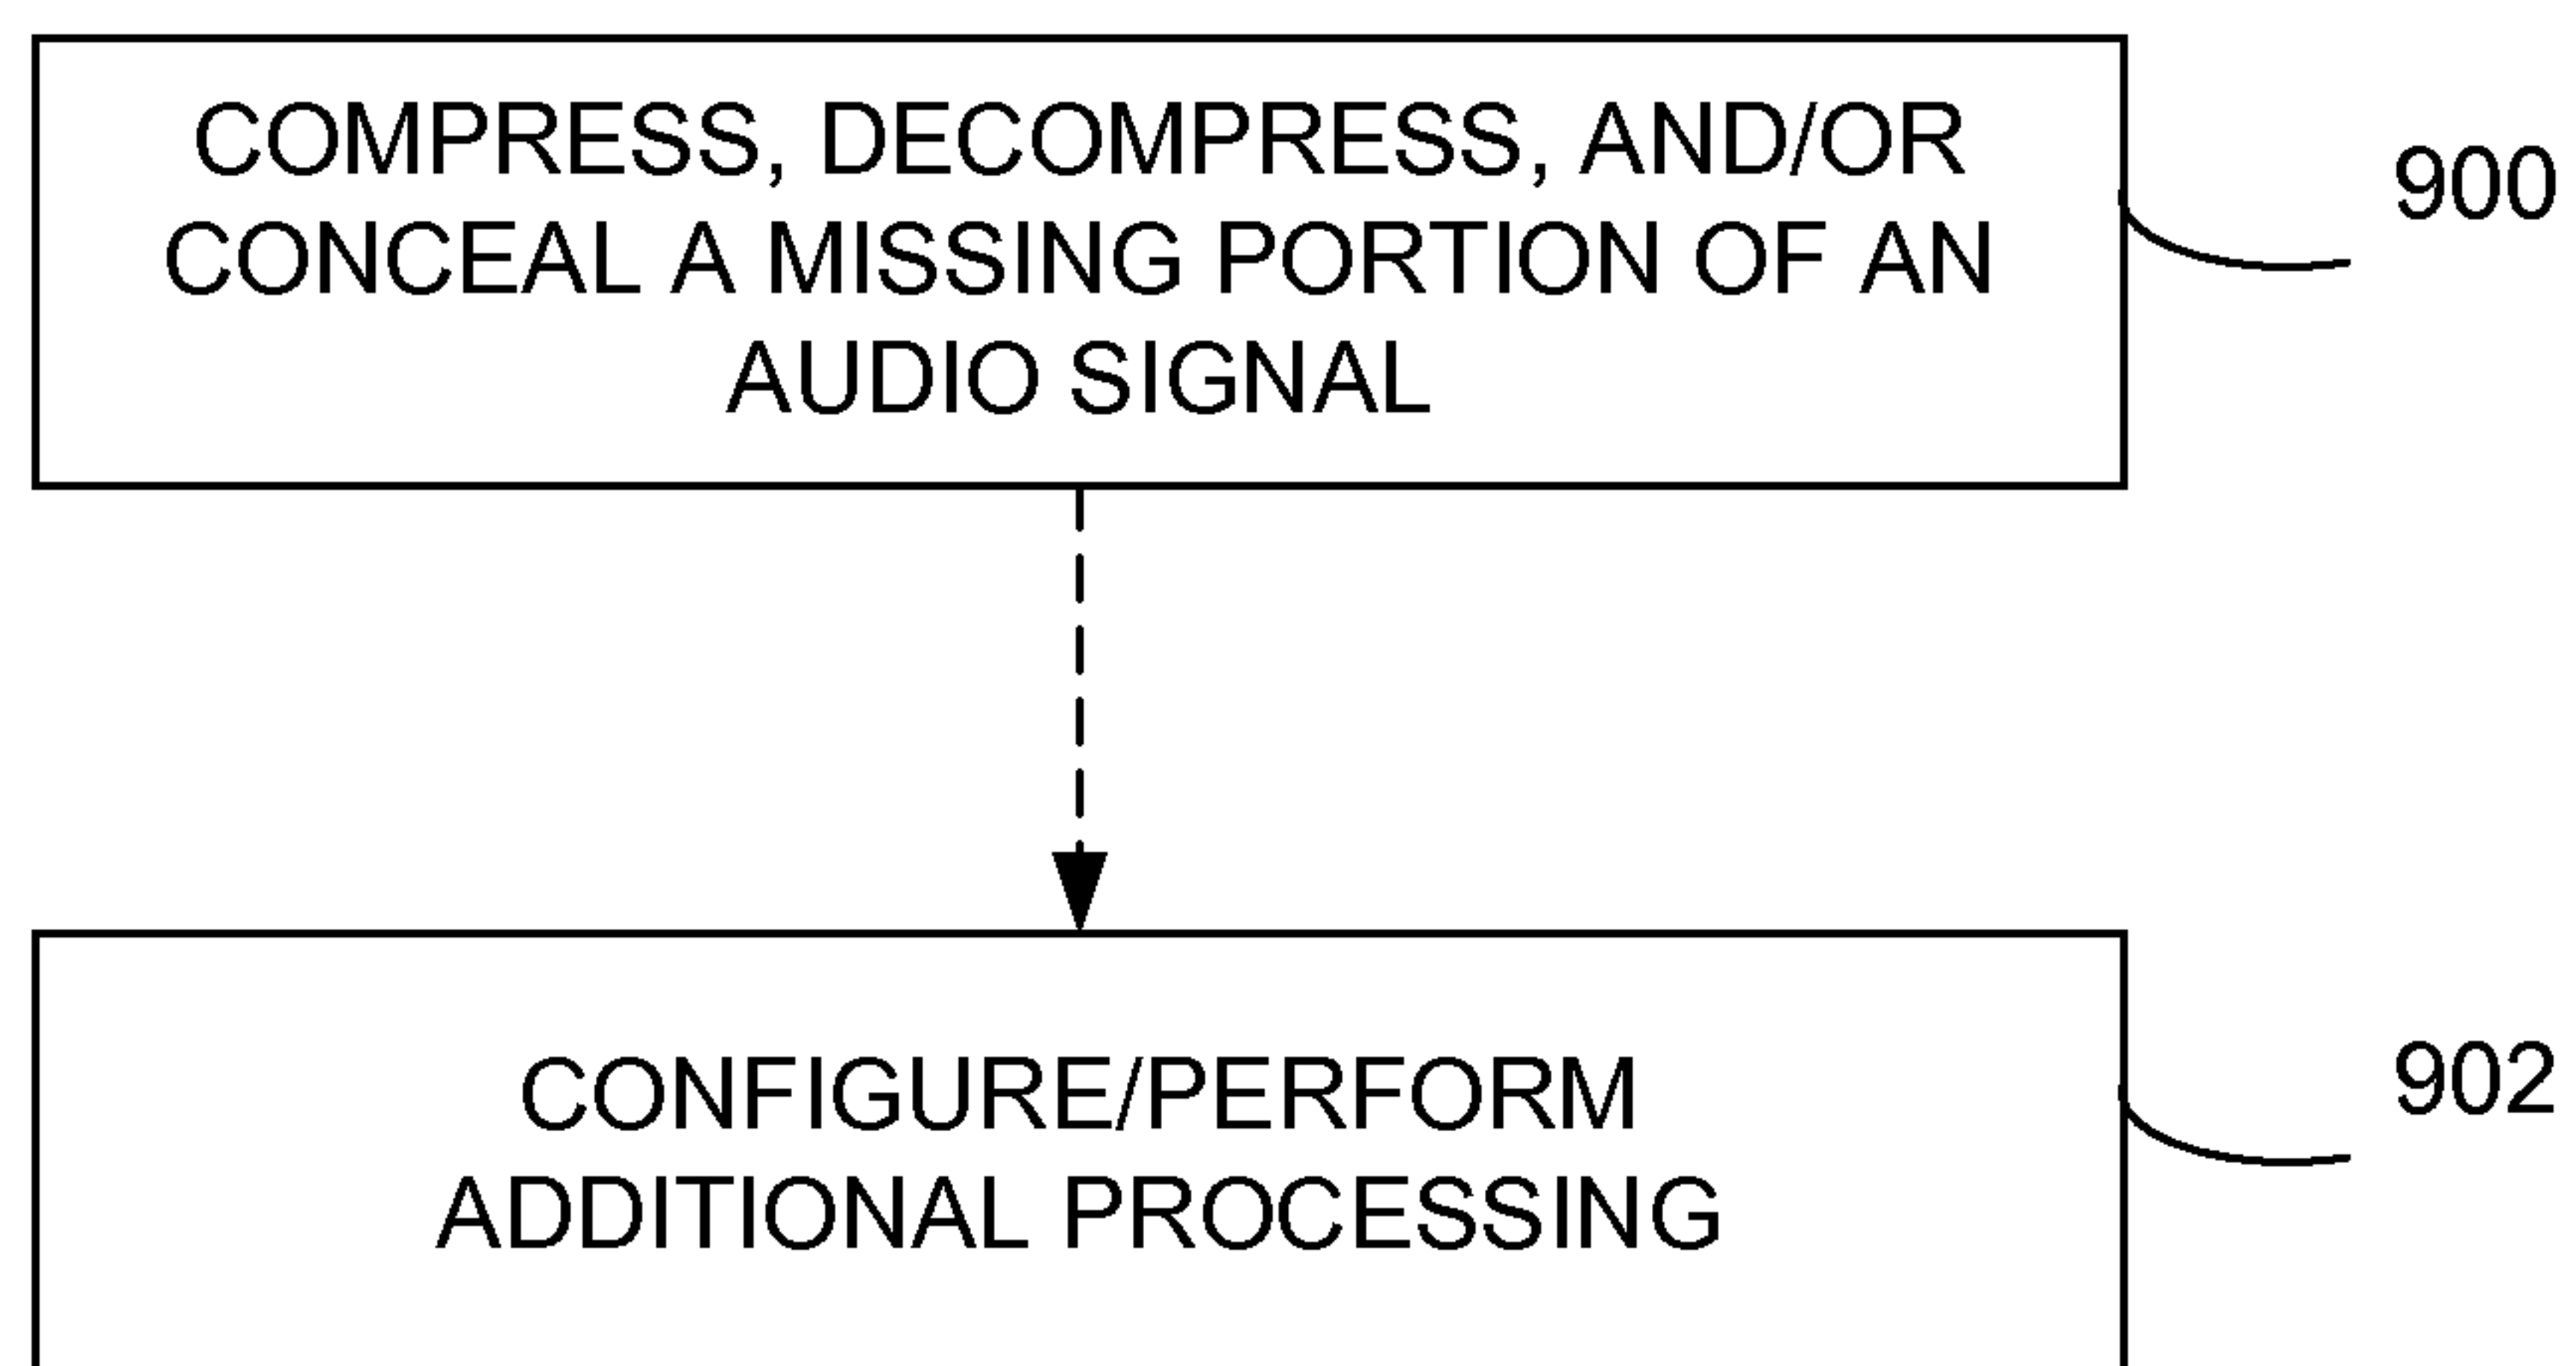 COMPRESS, DECOMPRESS, AND/OR
CONCEAL A MISSING PORTION OF AN
AUDIO SIGNAL
900
CONFIGURE/PERFORM
ADDITIONAL PROCESSING
902